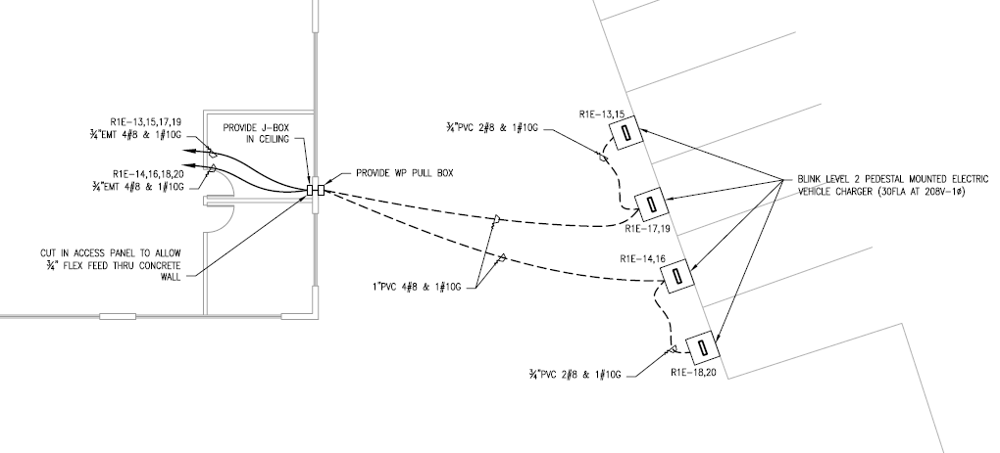 R1E-13,15,17,19
¾"EMT 4#8 & 1#10G
PROVIDE J-BOX
IN CEILING
R1E-14,16,18,20
¾"EMT 4#8 & 1#10G
PROVIDE WP PULL BOX
CUT IN ACCESS PANEL TO ALLOW
¾" FLEX FEED THRU CONCRETE
WALL
¾"PVC 2#8 & 1#10G
R1E-13,15
R1E-17,19
R1E-14,16
1"PVC 4#8 & 1#10G
¾"PVC 2#8 & 1#10G
R1E-18,20
BLINK LEVEL 2 PEDESTAL MOUNTED ELECTRIC
VEHICLE CHARGER (30FLA AT 208V-1ø)